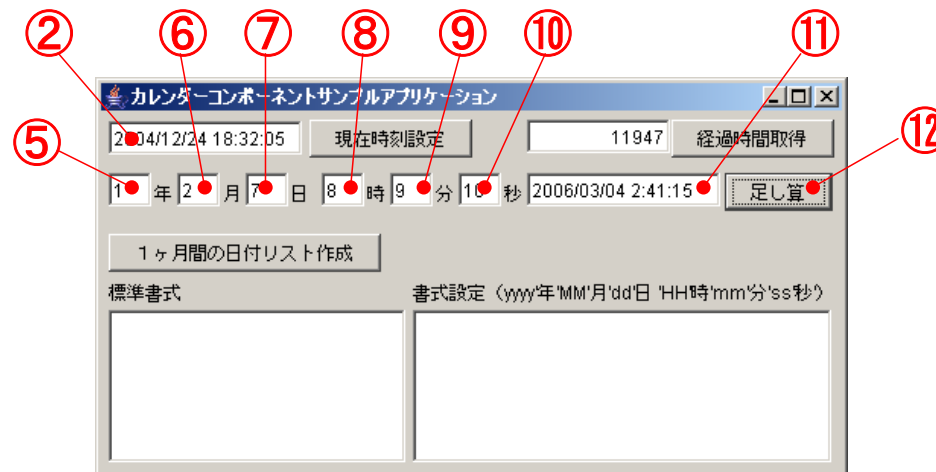 ② ⑥ ⑦ ⑧ ⑨ ⑩ ⑪
カレンダーコンポーネントサンプルアプリケーション
2004/12/24 18:32:05 現在時刻設定 11947 経過時間取得
⑤ ⑫
1 年 2 月 7 日 8 時 9 分 10 秒 2006/03/04 2:41:15 足し算
1ヶ月間の日付リスト作成
標準書式 書式設定（yyyy'年'MM'月'dd'日 'HH'時'mm'分'ss'秒'）